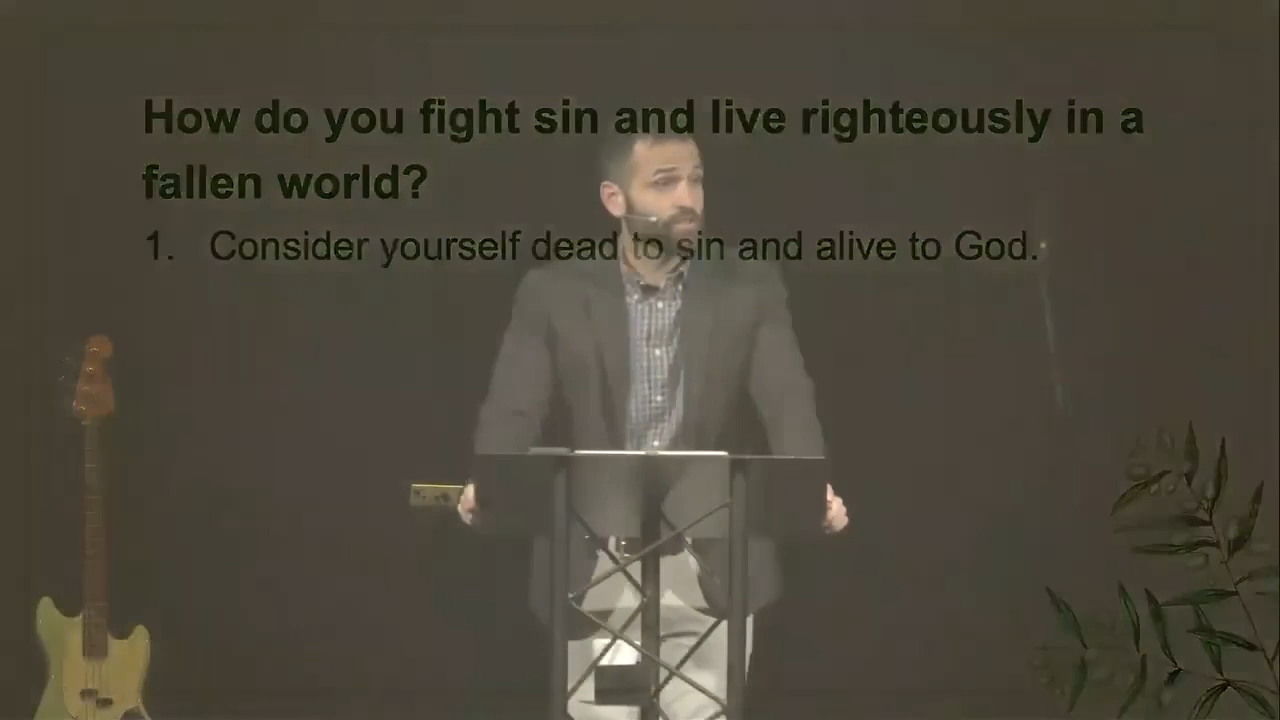 How do you fight sin and live righteously in a
fallen world?
1. Consider yourself dead to sin and alive to God.